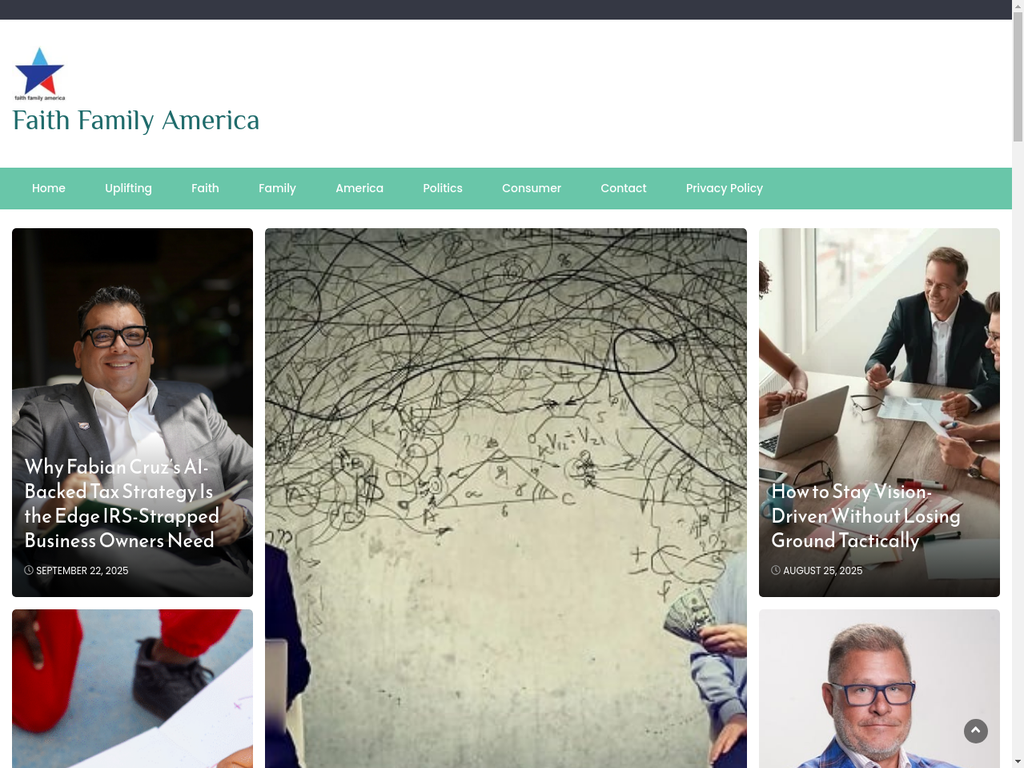 faith family america
Faith Family America
Home
Uplifting
Faith
Family
America
Politics
Consumer
Contact
Privacy Policy
Why Fabian Cruz's AI-
Backed Tax Strategy Is
the Edge IRS-Strapped
Business Owners Need
SEPTEMBER 22, 2025
How to Stay Vision-
Driven Without Losing
Ground Tactically
AUGUST 25, 2025